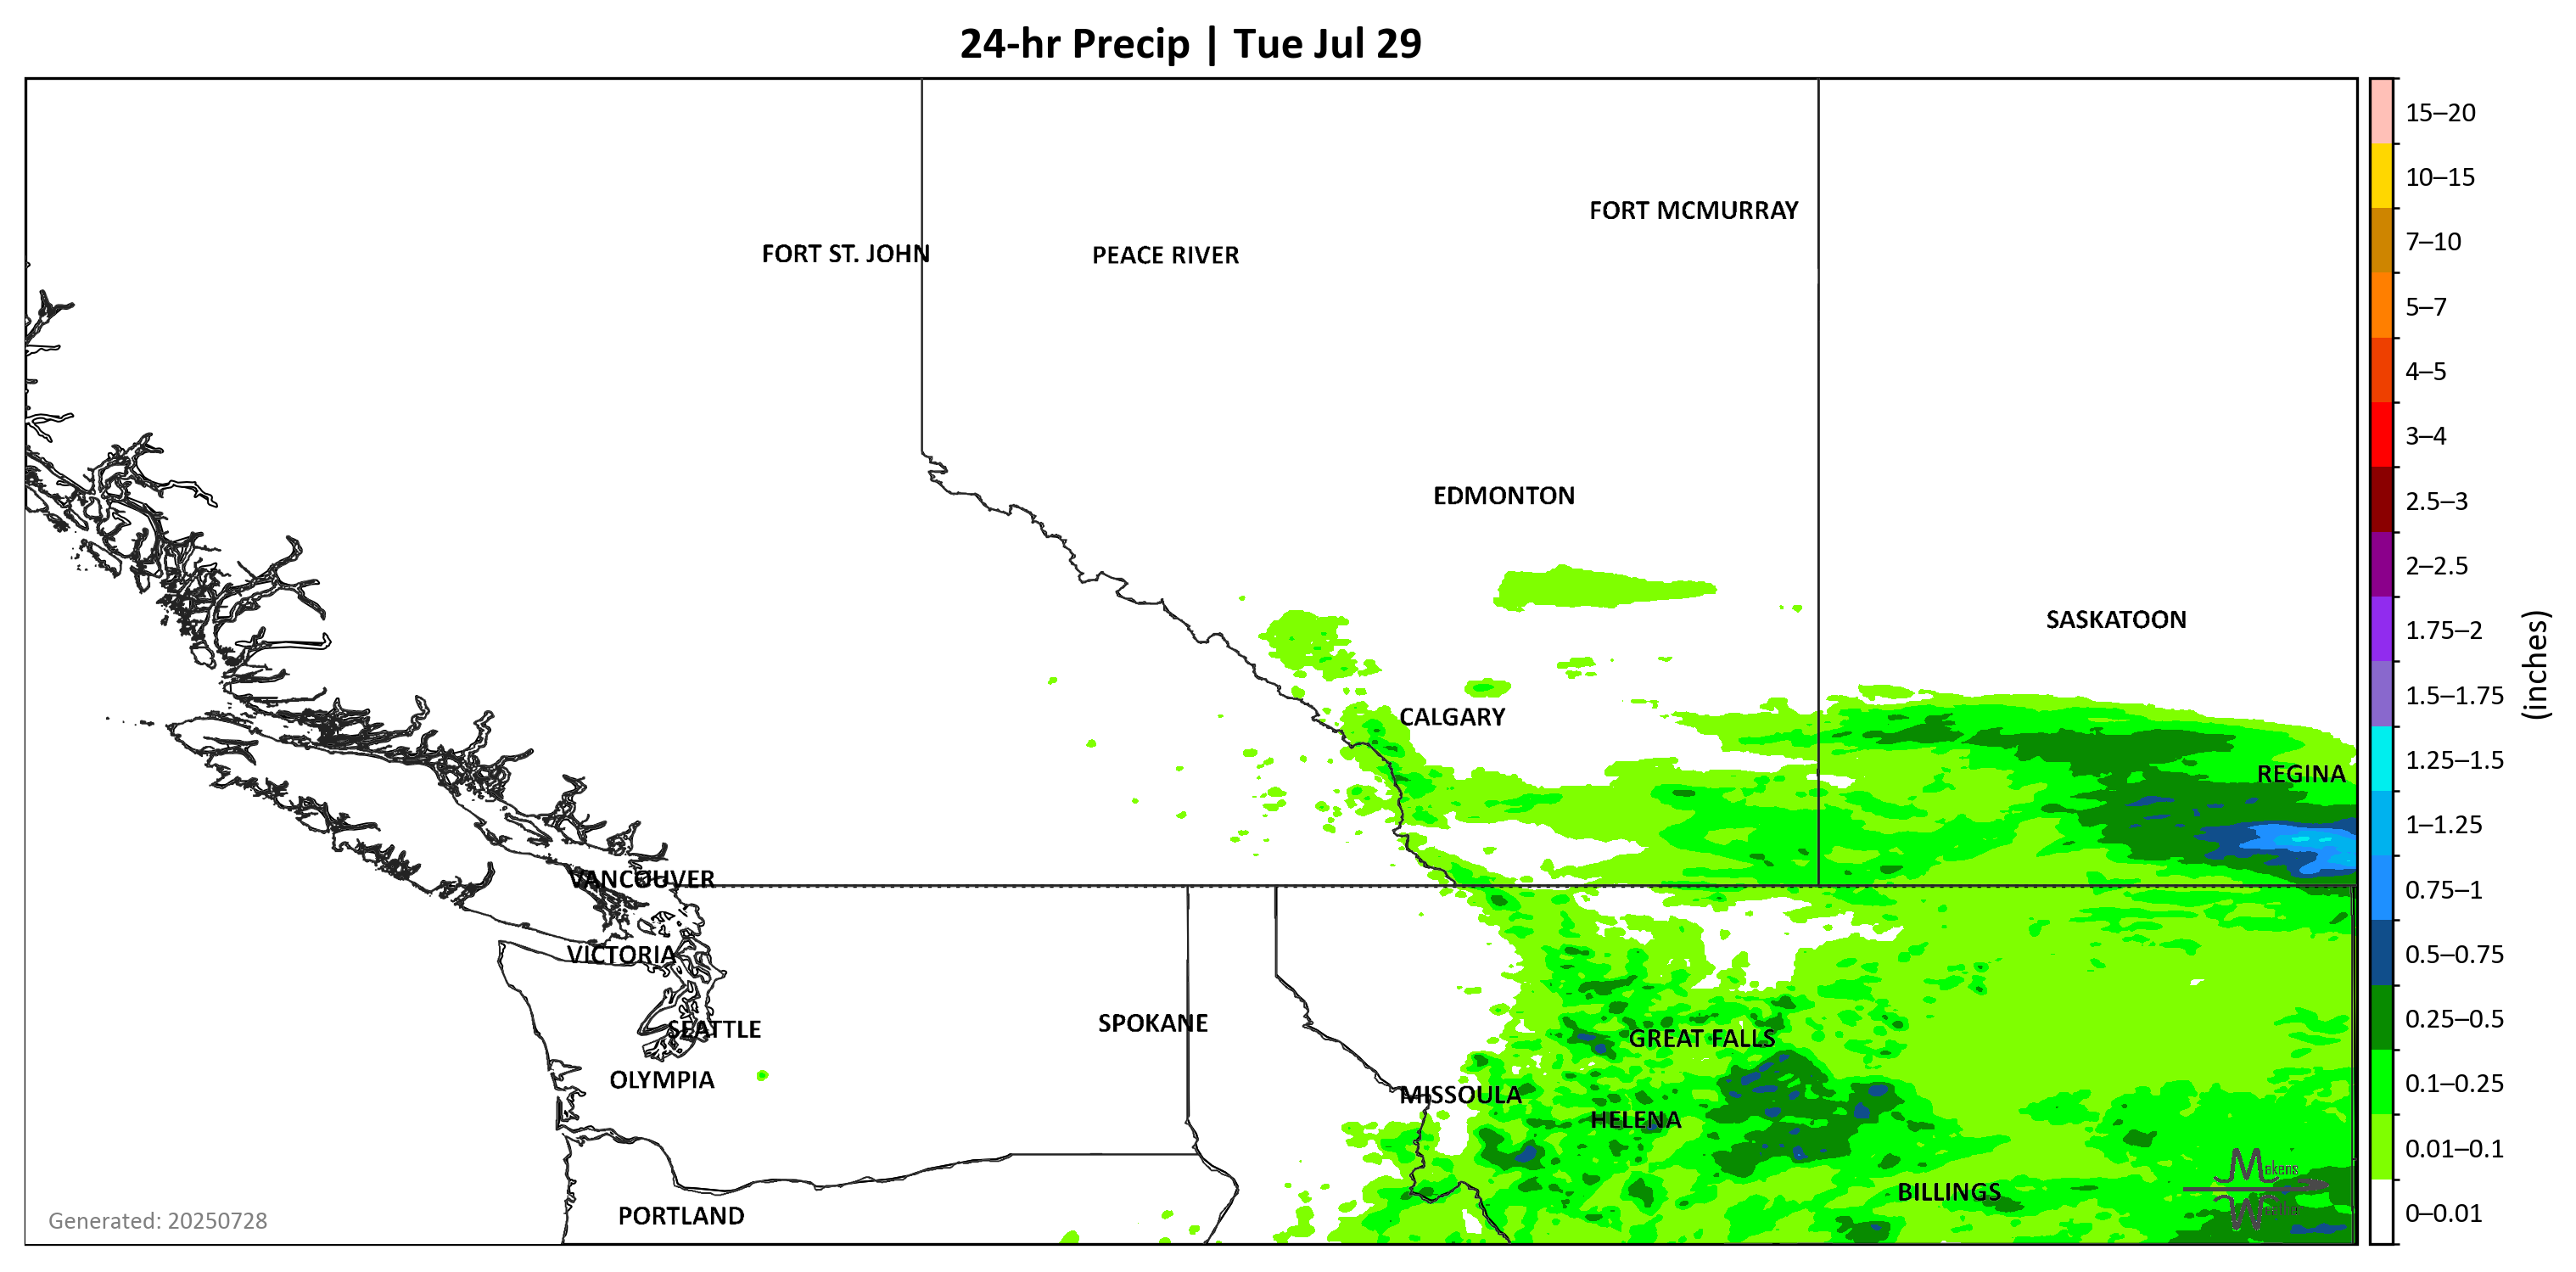 24-hr Precip | Tue Jul 29
FORT MCMURRAY
FORT ST. JOHN
PEACE RIVER
EDMONTON
SASKATOON
CALGARY
REGINA
VANCOUVER
VICTORIA
SEATTLE
SPOKANE
GREAT FALLS
OLYMPIA
MISSOULA
HELENA
BILLINGS
PORTLAND
Makens
Weather
Generated: 20250728
15–20
10–15
7–10
5–7
4–5
3–4
2.5–3
2–2.5
1.75–2
1.5–1.75
1.25–1.5
1–1.25
0.75–1
0.5–0.75
0.25–0.5
0.1–0.25
0.01–0.1
0–0.01
(inches)